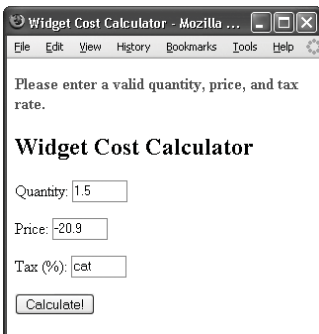 Widget Cost Calculator - Mozilla ...
File Edit View History Bookmarks Tools Help
Please enter a valid quantity, price, and tax
rate.
Widget Cost Calculator
Quantity: 1.5
Price: -20.9
Tax (%): cat
Calculate!